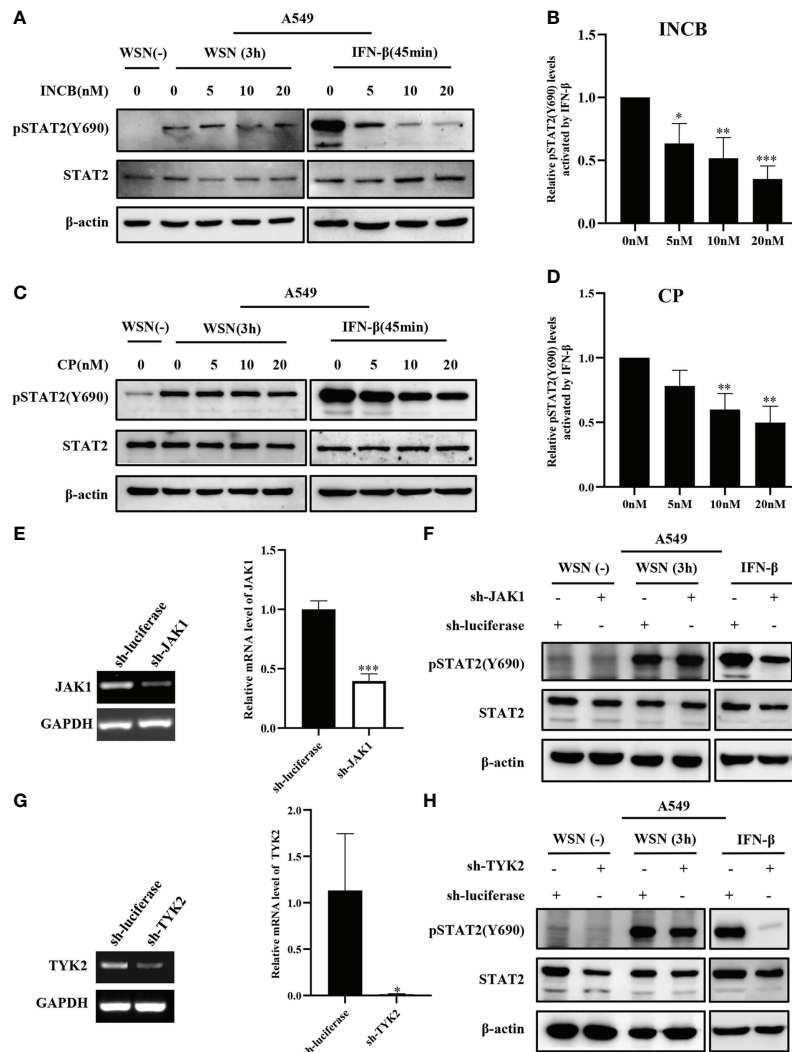 A
A549
WSN(-) WSN (3h) IFN-β(45min)
INCB(nM) 0 0 5 10 20 0 5 10 20
pSTAT2(Y690)
STAT2
β-actin
B
INCB
Relative pSTAT2(Y690) levels
activated by IFN-β
1.5
1.0
0.5
0.0
* ** ***
0nM 5nM 10nM 20nM
C
A549
WSN(-) WSN(3h) IFN-β(45min)
CP(nM) 0 0 5 10 20 0 5 10 20
pSTAT2(Y690)
STAT2
β-actin
D
CP
Relative pSTAT2(Y690) levels
activated by IFN-β
1.5
1.0
0.5
0.0
** **
0nM 5nM 10nM 20nM
E
sh-luciferase sh-JAK1
JAK1
GAPDH
Relative mRNA level of JAK1
1.5
1.0
0.5
0.0
***
sh-luciferase sh-JAK1
F
A549
WSN (-) WSN (3h) IFN-β
sh-JAK1 - + - + - +
sh-luciferase + - + - + -
pSTAT2(Y690)
STAT2
β-actin
G
sh-luciferase sh-TYK2
TYK2
GAPDH
Relative mRNA level of TYK2
2.0
1.5
1.0
0.5
0.0
*
sh-luciferase sh-TYK2
H
A549
WSN (-) WSN (3h) IFN-β
sh-TYK2 - + - + - +
sh-luciferase + - + - + -
pSTAT2(Y690)
STAT2
β-actin